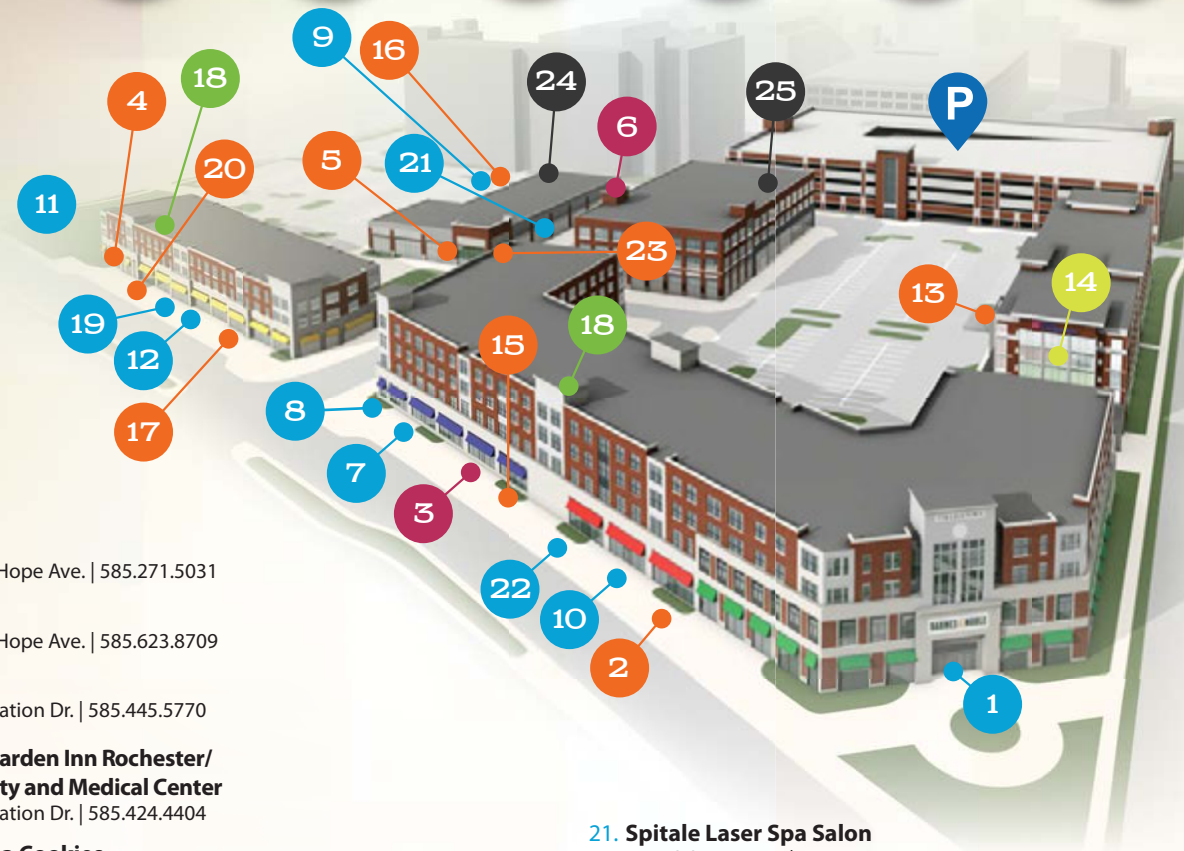 9
16
18
24
25
P
4
6
5
21
20
11
23
13
14
19
18
12
15
17
8
7
3
22
10
2
1
BARNES & NOBLE
Hope Ave. | 585.271.5031
Hope Ave. | 585.623.8709
ation Dr. | 585.445.5770
arden Inn Rochester/
ty and Medical Center
ation Dr. | 585.424.4404
21. Spitale Laser Spa Salon